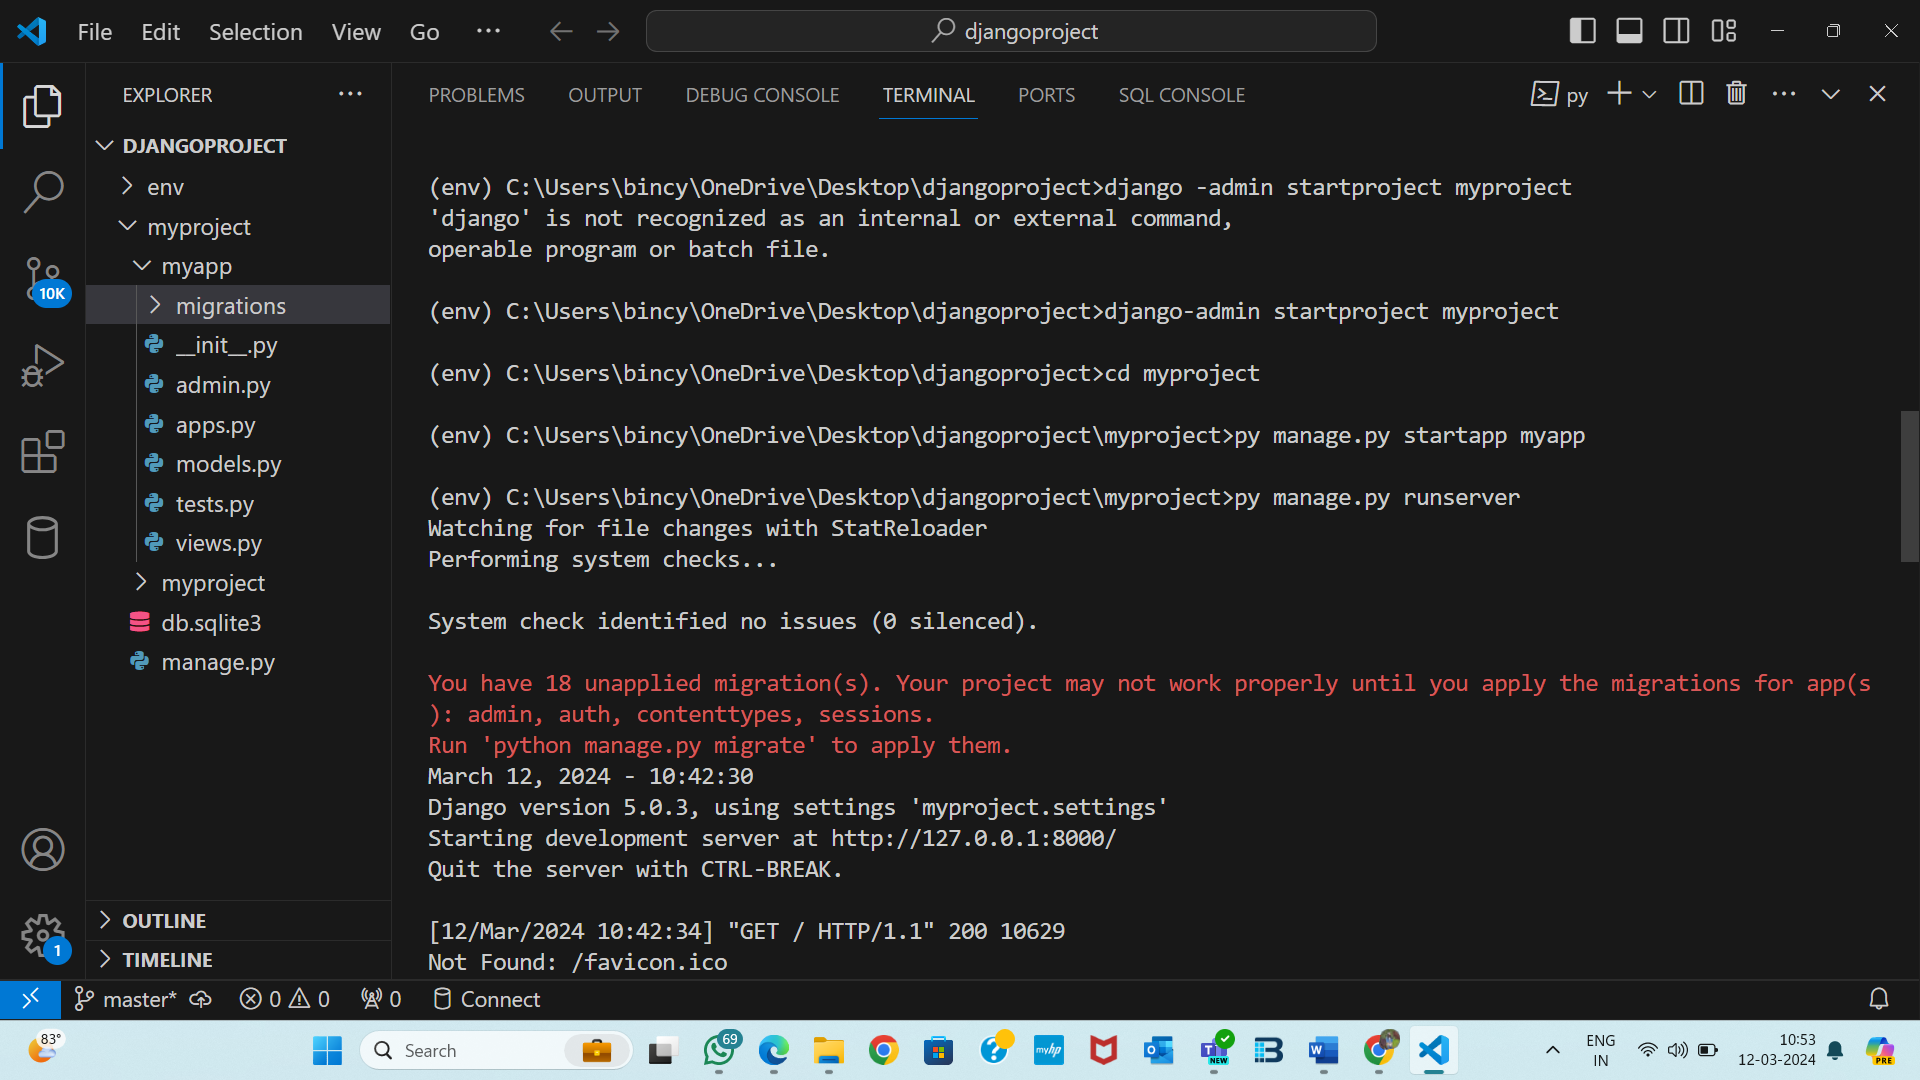 File Edit Selection View Go ... djangoproject
EXPLORER ...
DJANGOPROJECT
env
myproject
myapp
migrations
__init__.py
admin.py
apps.py
models.py
tests.py
views.py
myproject
db.sqlite3
manage.py
OUTLINE
TIMELINE
10K
1
PROBLEMS OUTPUT DEBUG CONSOLE TERMINAL PORTS SQL CONSOLE py ...
(env) C:\Users\bincy\OneDrive\Desktop\djangoproject>django -admin startproject myproject
'django' is not recognized as an internal or external command,
operable program or batch file.
(env) C:\Users\bincy\OneDrive\Desktop\djangoproject>django-admin startproject myproject
(env) C:\Users\bincy\OneDrive\Desktop\djangoproject>cd myproject
(env) C:\Users\bincy\OneDrive\Desktop\djangoproject\myproject>py manage.py startapp myapp
(env) C:\Users\bincy\OneDrive\Desktop\djangoproject\myproject>py manage.py runserver
Watching for file changes with StatReloader
Performing system checks...
System check identified no issues (0 silenced).
You have 18 unapplied migration(s). Your project may not work properly until you apply the migrations for app(s
): admin, auth, contenttypes, sessions.
Run 'python manage.py migrate' to apply them.
March 12, 2024 - 10:42:30
Django version 5.0.3, using settings 'myproject.settings'
Starting development server at http://127.0.0.1:8000/
Quit the server with CTRL-BREAK.
[12/Mar/2024 10:42:34] "GET / HTTP/1.1" 200 10629
Not Found: /favicon.ico
master* 0 0 0 Connect
83° Search 69 myhp NEW W ENG 10:53
IN 12-03-2024 PRE